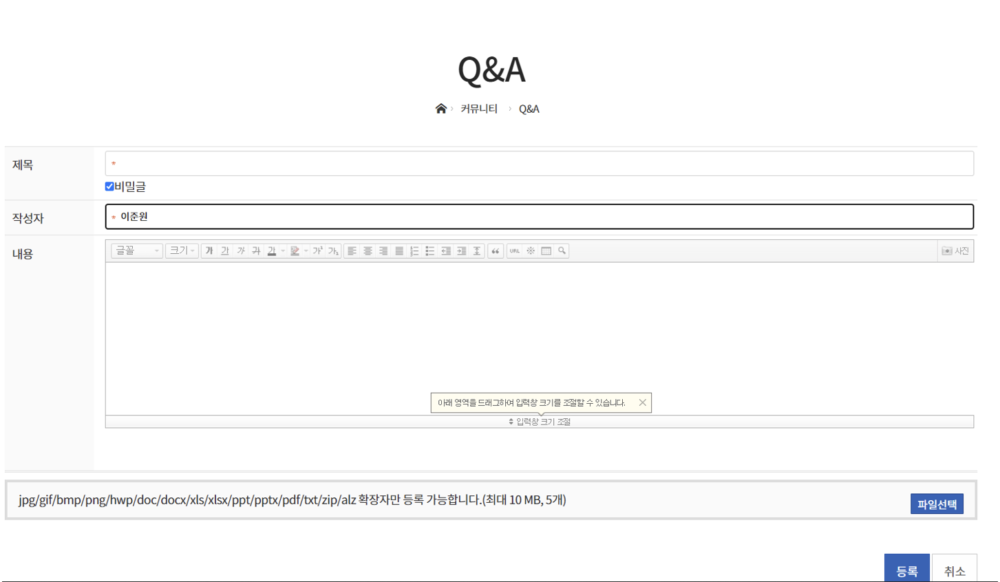 Q&A
커뮤니티 Q&A
제목 *
비밀글
작성자 * 이준원
내용
글꼴 크기 가 가 가 가 가 가¹ 가₁ URL 사진
아래 영역을 드래그하여 입력창 크기를 조절할 수 있습니다.
입력창 크기 조절
jpg/gif/bmp/png/hwp/doc/docx/xls/xlsx/ppt/pptx/pdf/txt/zip/alz 확장자만 등록 가능합니다.(최대 10 MB, 5개)
파일선택
등록 취소